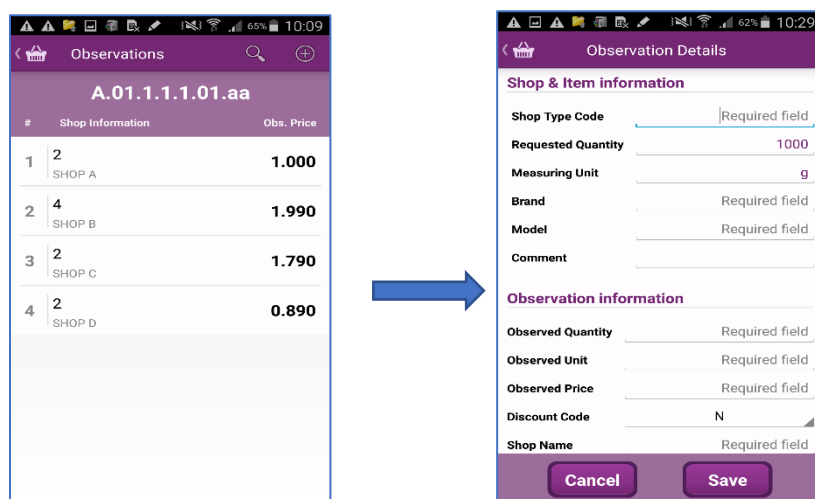 65% 10:09
Observations
A.01.1.1.1.01.aa
# Shop Information Obs. Price
1 2 1.000
SHOP A
2 4 1.990
SHOP B
3 2 1.790
SHOP C
4 2 0.890
SHOP D
62% 10:29
Observation Details
Shop & Item information
Shop Type Code Required field
Requested Quantity 1000
Measuring Unit g
Brand Required field
Model Required field
Comment
Observation information
Observed Quantity Required field
Observed Unit Required field
Observed Price Required field
Discount Code N
Shop Name Required field
Cancel Save